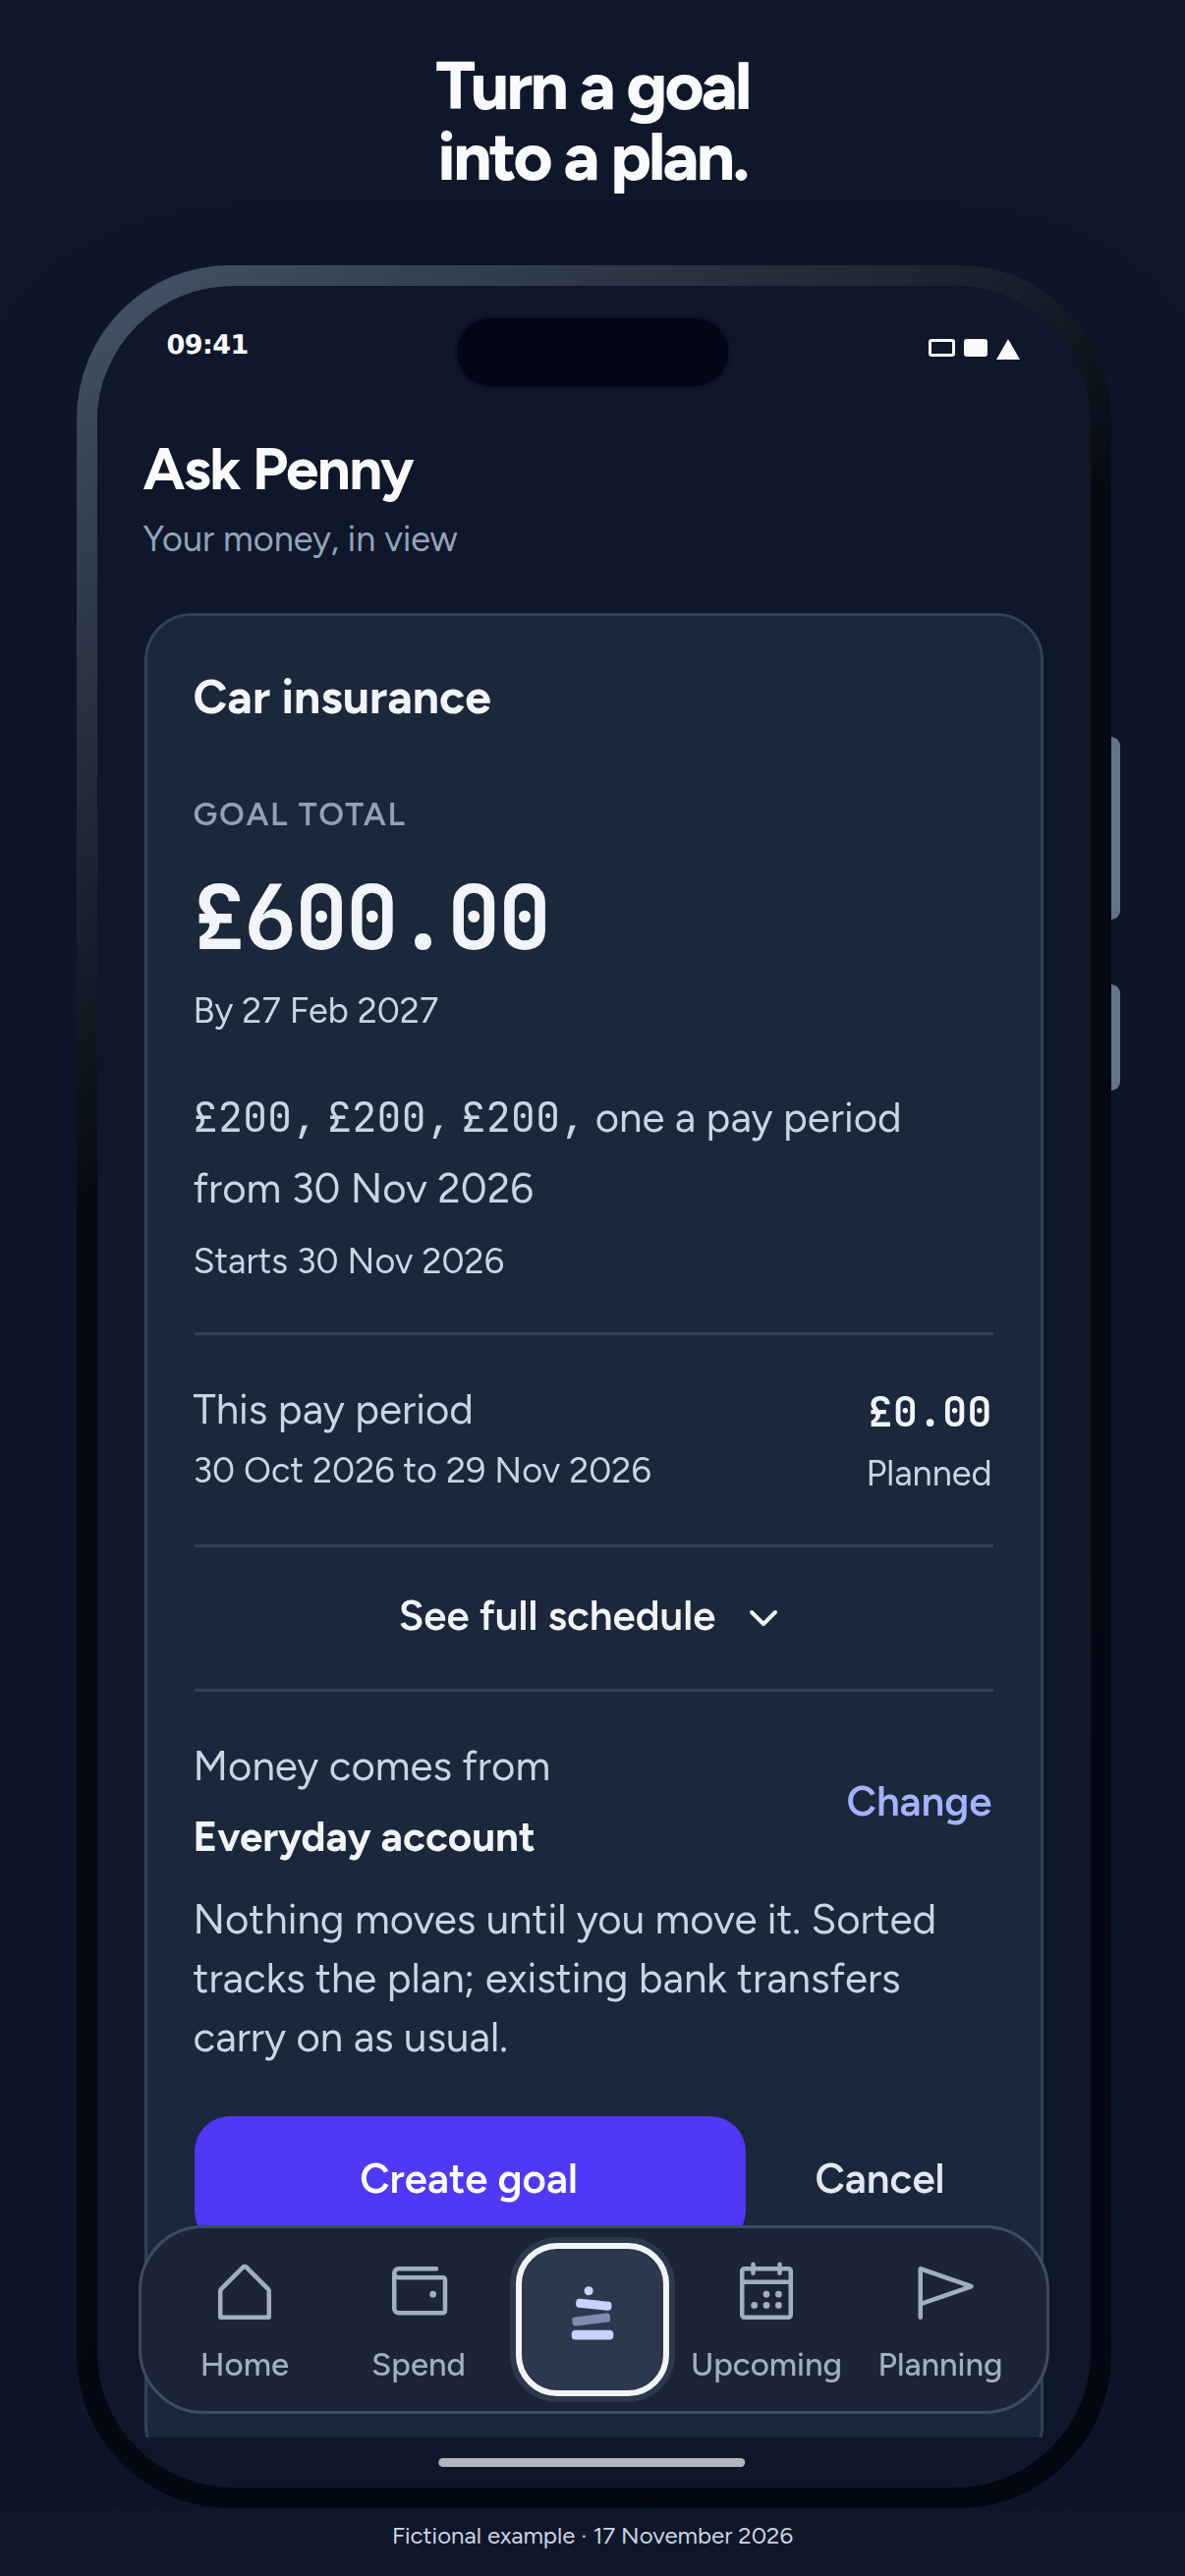 Turn a goal
into a plan.
09:41
Ask Penny
Your money, in view
Car insurance
GOAL TOTAL
£600.00
By 27 Feb 2027
£200, £200, £200, one a pay period
from 30 Nov 2026
Starts 30 Nov 2026
This pay period
£0.00
30 Oct 2026 to 29 Nov 2026
Planned
See full schedule
Money comes from
Change
Everyday account
Nothing moves until you move it. Sorted
tracks the plan; existing bank transfers
carry on as usual.
Create goal
Cancel
Home
Spend
Upcoming
Planning
Fictional example · 17 November 2026